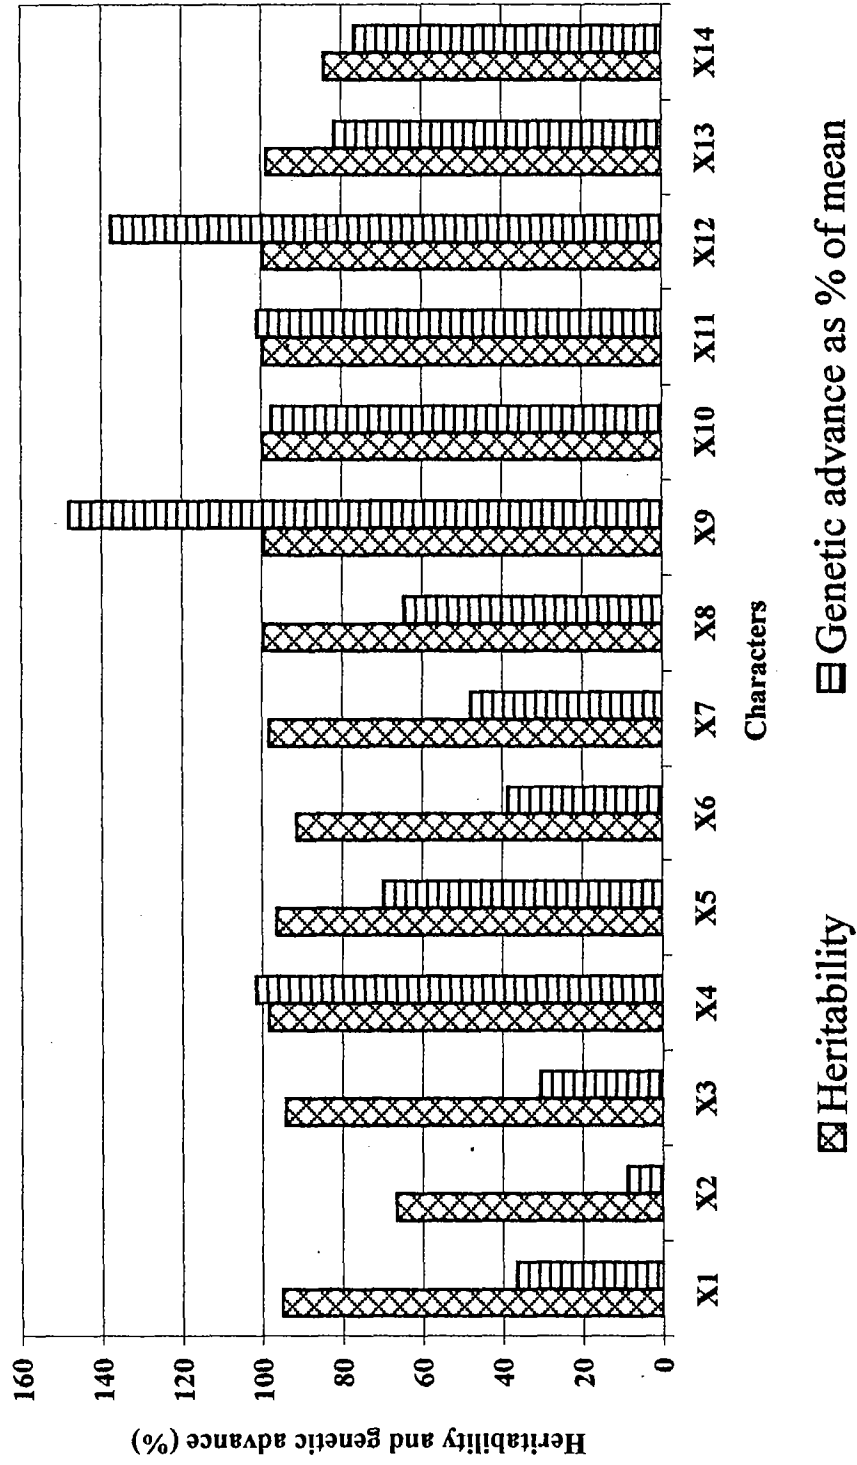 Heritability and genetic advance (%)
160
140
120
100
80
60
40
20
0
X1 X2 X3 X4 X5 X6 X7 X8 X9 X10 X11 X12 X13 X14
Characters
Heritability
Genetic advance as % of mean